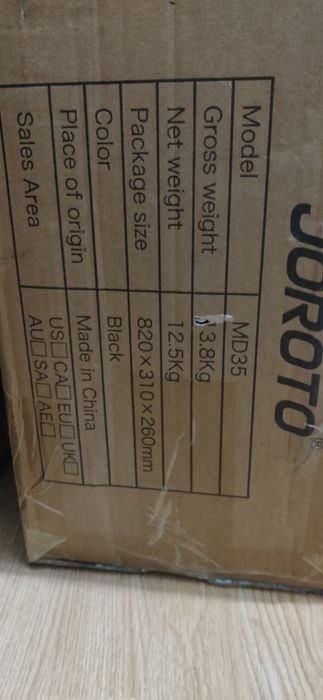 JOROTO®
Model MD35
Gross weight 13.8Kg
Net weight 12.5Kg
Package size 820×310×260mm
Color Black
Place of origin Made in China
Sales Area US□ CA□ EU□ UK□
AU□ SA□ AE□